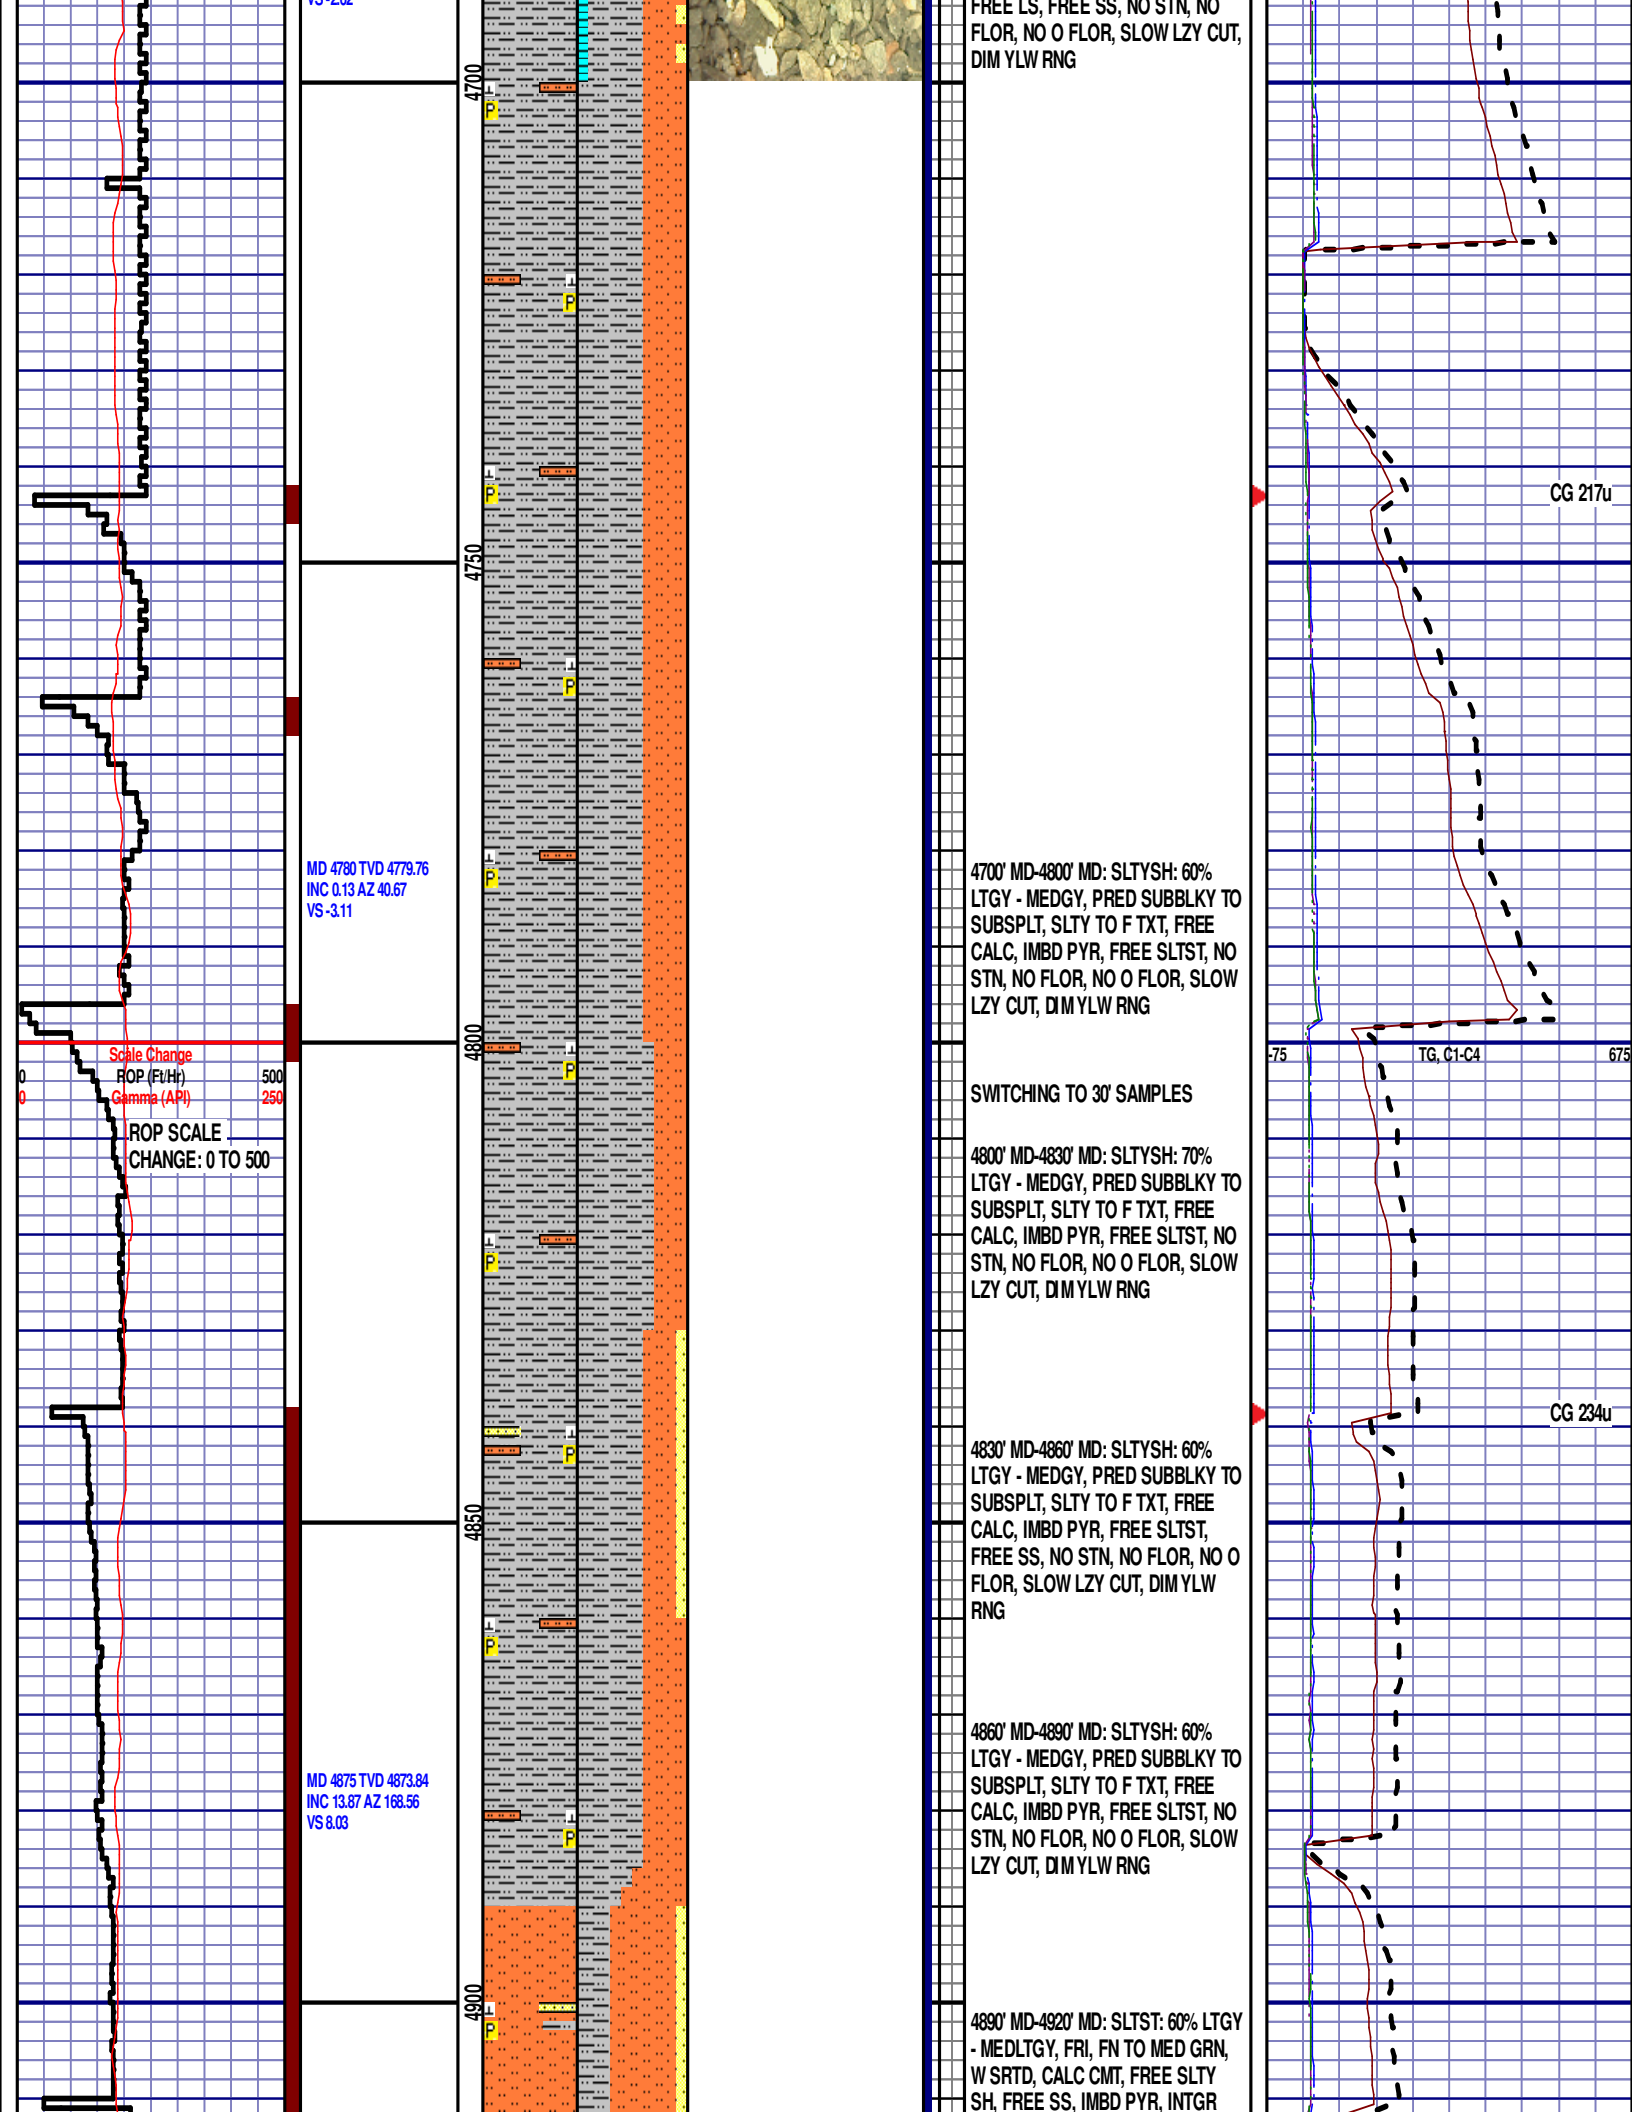 VS -2.62
FREE LS, FREE SS, NO STN, NO
FLOR, NO O FLOR, SLOW LZY CUT,
DIM YLW RNG
4700
P
P
P
CG 217u
4750
P
MD 4780 TVD 4779.76
INC 0.13 AZ 40.67
VS -3.11
P
4700' MD-4800' MD: SLTYSH: 60%
LTGY - MEDGY, PRED SUBBLKY TO
SUBSPLT, SLTY TO F TXT, FREE
CALC, IMBD PYR, FREE SLTST, NO
STN, NO FLOR, NO O FLOR, SLOW
LZY CUT, DIM YLW RNG
4800
P
Scale Change
0 ROP (Ft/Hr) 500
0 Gamma (API) 250
-75 TG, C1-C4 675
ROP SCALE
CHANGE: 0 TO 500
SWITCHING TO 30' SAMPLES
4800' MD-4830' MD: SLTYSH: 70%
LTGY - MEDGY, PRED SUBBLKY TO
SUBSPLT, SLTY TO F TXT, FREE
CALC, IMBD PYR, FREE SLTST, NO
STN, NO FLOR, NO O FLOR, SLOW
LZY CUT, DIM YLW RNG
P
CG 234u
P
4830' MD-4860' MD: SLTYSH: 60%
LTGY - MEDGY, PRED SUBBLKY TO
SUBSPLT, SLTY TO F TXT, FREE
CALC, IMBD PYR, FREE SLTST,
FREE SS, NO STN, NO FLOR, NO O
FLOR, SLOW LZY CUT, DIM YLW
RNG
4850
P
MD 4875 TVD 4873.84
INC 13.87 AZ 168.56
VS 8.03
P
4860' MD-4890' MD: SLTYSH: 60%
LTGY - MEDGY, PRED SUBBLKY TO
SUBSPLT, SLTY TO F TXT, FREE
CALC, IMBD PYR, FREE SLTST, NO
STN, NO FLOR, NO O FLOR, SLOW
LZY CUT, DIM YLW RNG
4900
P
4890' MD-4920' MD: SLTST: 60% LTGY
- MEDLTGY, FRI, FN TO MED GRN,
W SRTD, CALC CMT, FREE SLTY
SH, FREE SS, IMBD PYR, INTGR